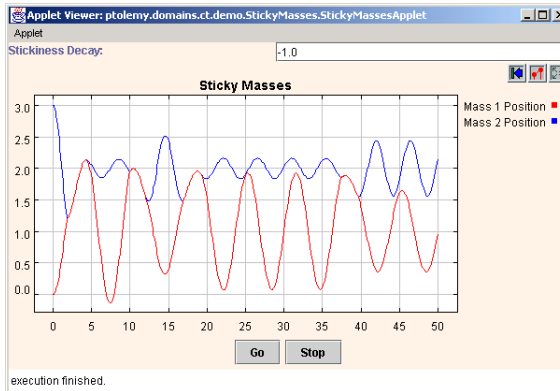 Applet Viewer: ptolemy.domains.ct.demo.StickyMasses.StickyMassesApplet
Applet
Stickiness Decay: -1.0
Sticky Masses
3.0
2.5
2.0
1.5
1.0
0.5
0.0
0 5 10 15 20 25 30 35 40 45 50
Mass 1 Position
Mass 2 Position
Go Stop
execution finished.